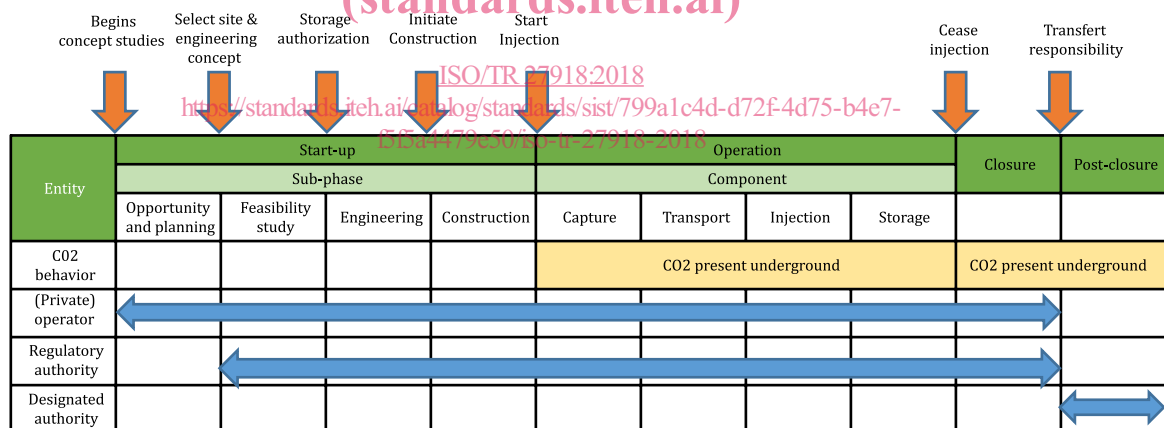 (standards.iteh.ai)
Begins
concept studies
Select site &
engineering
concept
Storage
authorization
Initiate
Construction
Start
Injection
Cease
injection
Transfert
responsibility
ISO/TR 27918:2018
https://standards.iteh.ai/catalog/standards/sist/799a1c4d-d72f-4d75-b4e7-
f5f5a4479e50/iso-tr-27918-2018
Entity
Start-up
Operation
Closure
Post-closure
Sub-phase
Component
Opportunity
and planning
Feasibility
study
Engineering
Construction
Capture
Transport
Injection
Storage
C02
behavior
CO2 present underground
CO2 present underground
(Private)
operator
Regulatory
authority
Designated
authority